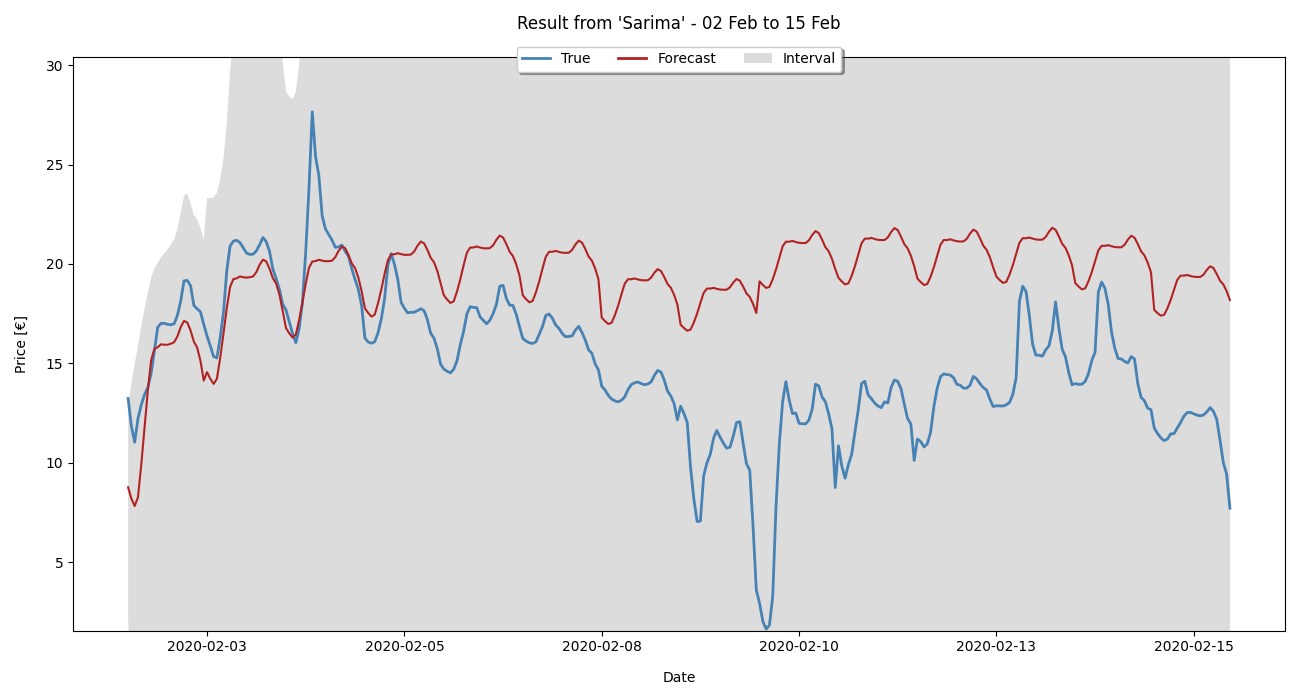 Result from 'Sarima' - 02 Feb to 15 Feb
True Forecast Interval
30
25
20
15
10
5
Price [€]
2020-02-03 2020-02-05 2020-02-08 2020-02-10 2020-02-13 2020-02-15
Date